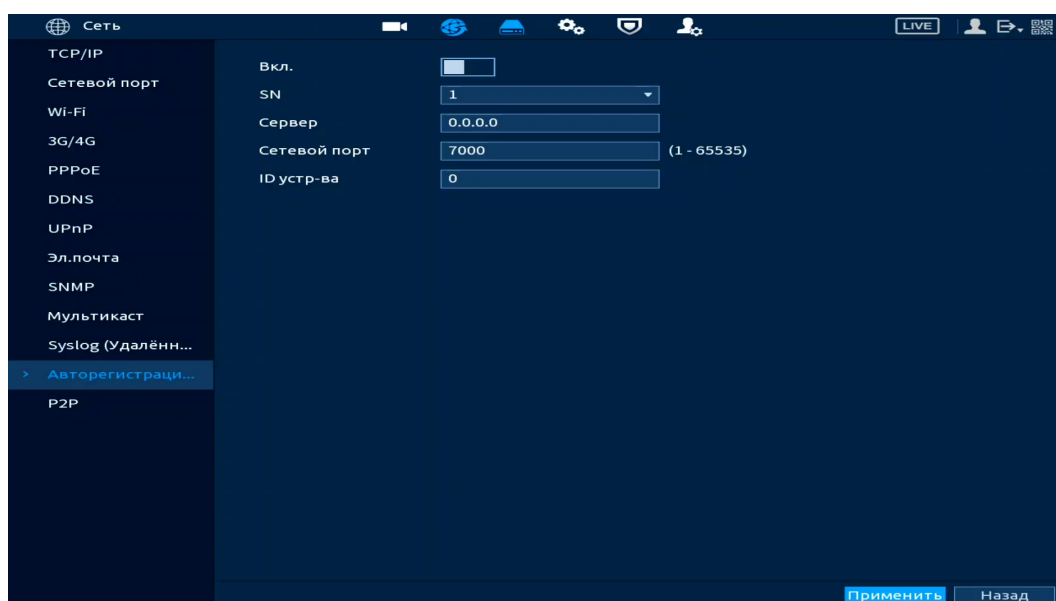 Сеть
LIVE
TCP/IP
Сетевой порт
Wi-Fi
3G/4G
PPPoE
DDNS
UPnP
Эл.почта
SNMP
Мультикаст
Syslog (Удалённ...
> Авторегистраци...
P2P
Вкл.
SN 1
Сервер 0.0.0.0
Сетевой порт 7000 (1 - 65535)
ID устр-ва 0
Применить Назад